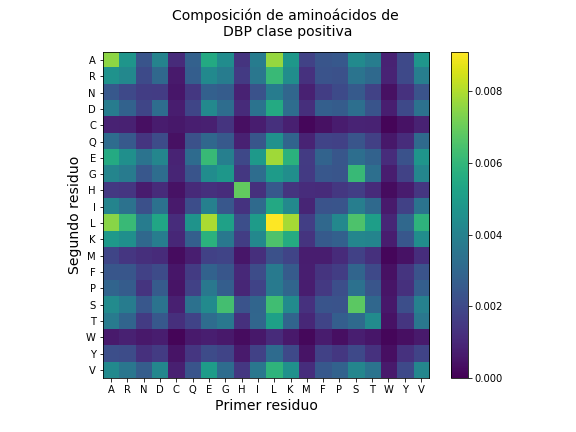 Composición de aminoácidos de
DBP clase positiva
Segundo residuo
A
R
N
D
C
Q
E
G
H
I
L
K
M
F
P
S
T
W
Y
V
A R N D C Q E G H I L K M F P S T W Y V
Primer residuo
0.008
0.006
0.004
0.002
0.000